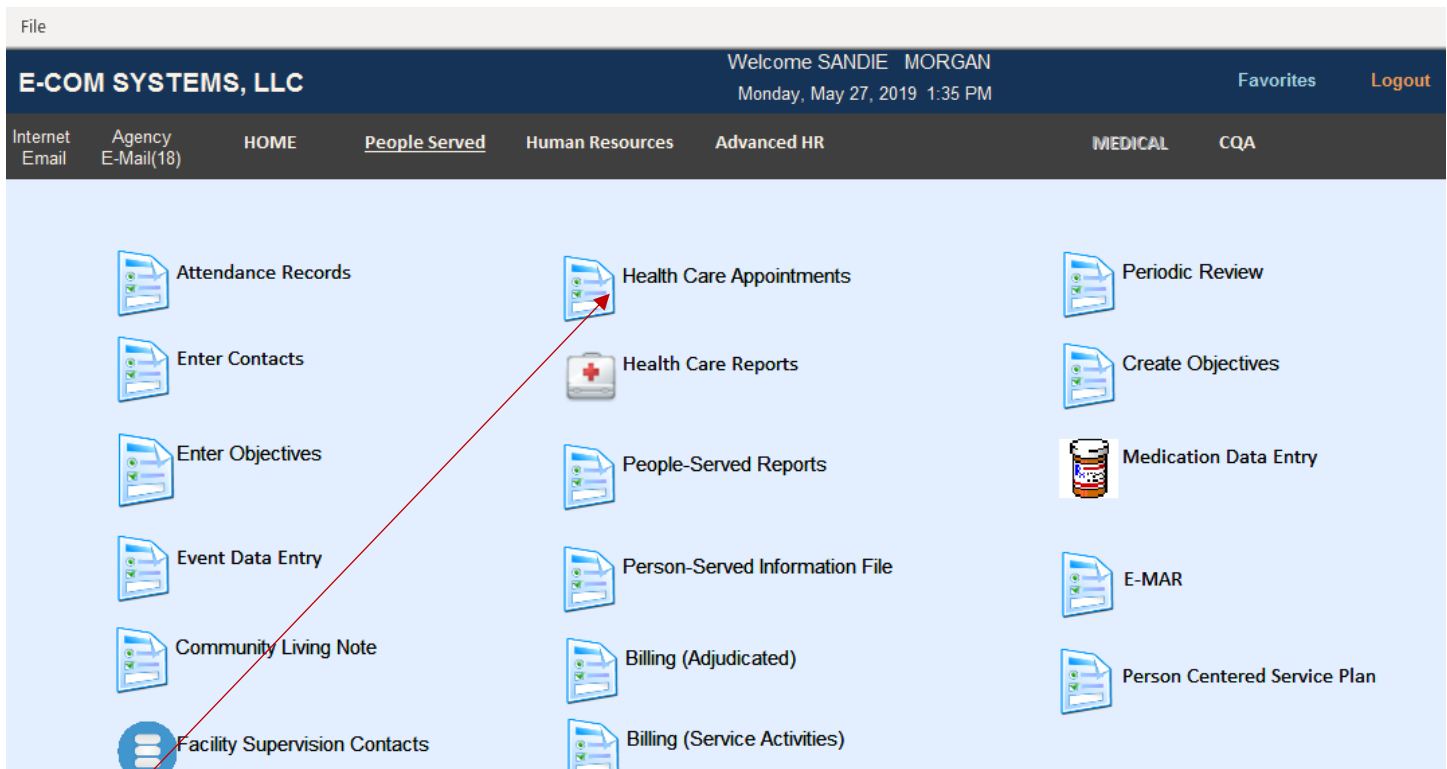 File
E-COM SYSTEMS, LLC
Welcome SANDIE MORGAN
Monday, May 27, 2019 1:35 PM
Favorites
Logout
Internet Email
Agency E-Mail(18)
HOME
People Served
Human Resources
Advanced HR
MEDICAL
CQA
Attendance Records
Health Care Appointments
Periodic Review
Enter Contacts
Health Care Reports
Create Objectives
Enter Objectives
People-Served Reports
Medication Data Entry
Event Data Entry
Person-Served Information File
E-MAR
Community Living Note
Billing (Adjudicated)
Person Centered Service Plan
Facility Supervision Contacts
Billing (Service Activities)